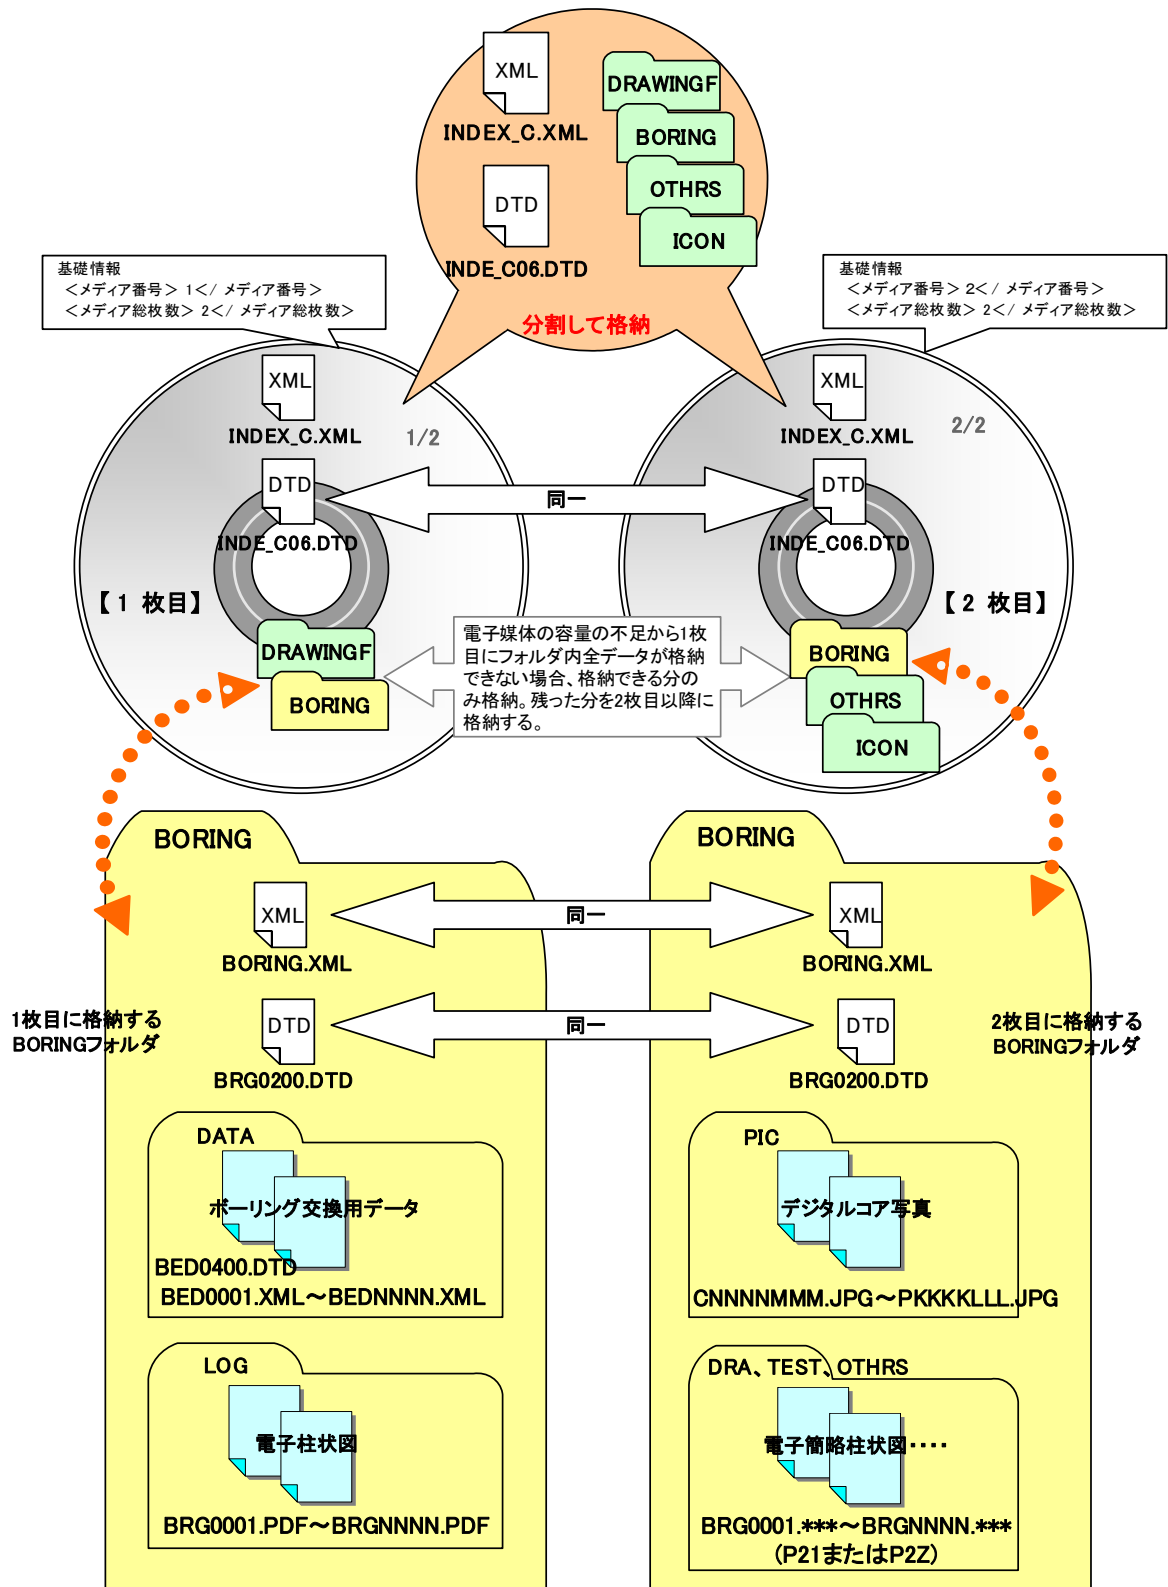 XML
INDEX_C.XML
DTD
INDE_C06.DTD
DRAWINGF
BORING
OTHRS
ICON
分割して格納
基礎情報
＜メディア番号＞ 1＜/ メディア番号＞
＜メディア総枚数＞ 2＜/ メディア総枚数＞
基礎情報
＜メディア番号＞ 2＜/ メディア番号＞
＜メディア総枚数＞ 2＜/ メディア総枚数＞
XML
INDEX_C.XML
1/2
DTD
INDE_C06.DTD
【1 枚目】
DRAWINGF
BORING
同一
XML
INDEX_C.XML
2/2
DTD
INDE_C06.DTD
【2 枚目】
BORING
OTHRS
ICON
電子媒体の容量の不足から1枚
目にフォルダ内全データが格納
できない場合、格納できる分の
み格納。残った分を2枚目以降に
格納する。
BORING
XML
BORING.XML
DTD
BRG0200.DTD
1枚目に格納する
BORINGフォルダ
同一
同一
BORING
XML
BORING.XML
DTD
BRG0200.DTD
2枚目に格納する
BORINGフォルダ
DATA
ボーリング交換用データ
BED0400.DTD
BED0001.XML～BEDNNNN.XML
PIC
デジタルコア写真
CNNNNMMM.JPG～PKKKKLLL.JPG
LOG
電子柱状図
BRG0001.PDF～BRGNNNN.PDF
DRA、TEST、OTHRS
電子簡略柱状図････
BRG0001.***～BRGNNNN.***
(P21またはP2Z)